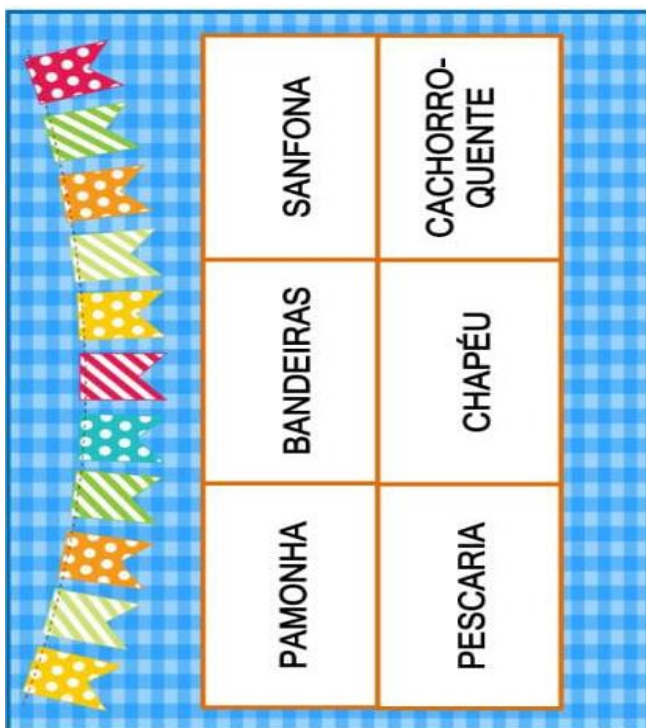 PAMONHA
BANDEIRAS
SANFONA
PESCARIA
CHAPÉU
CACHORRO-
QUENTE